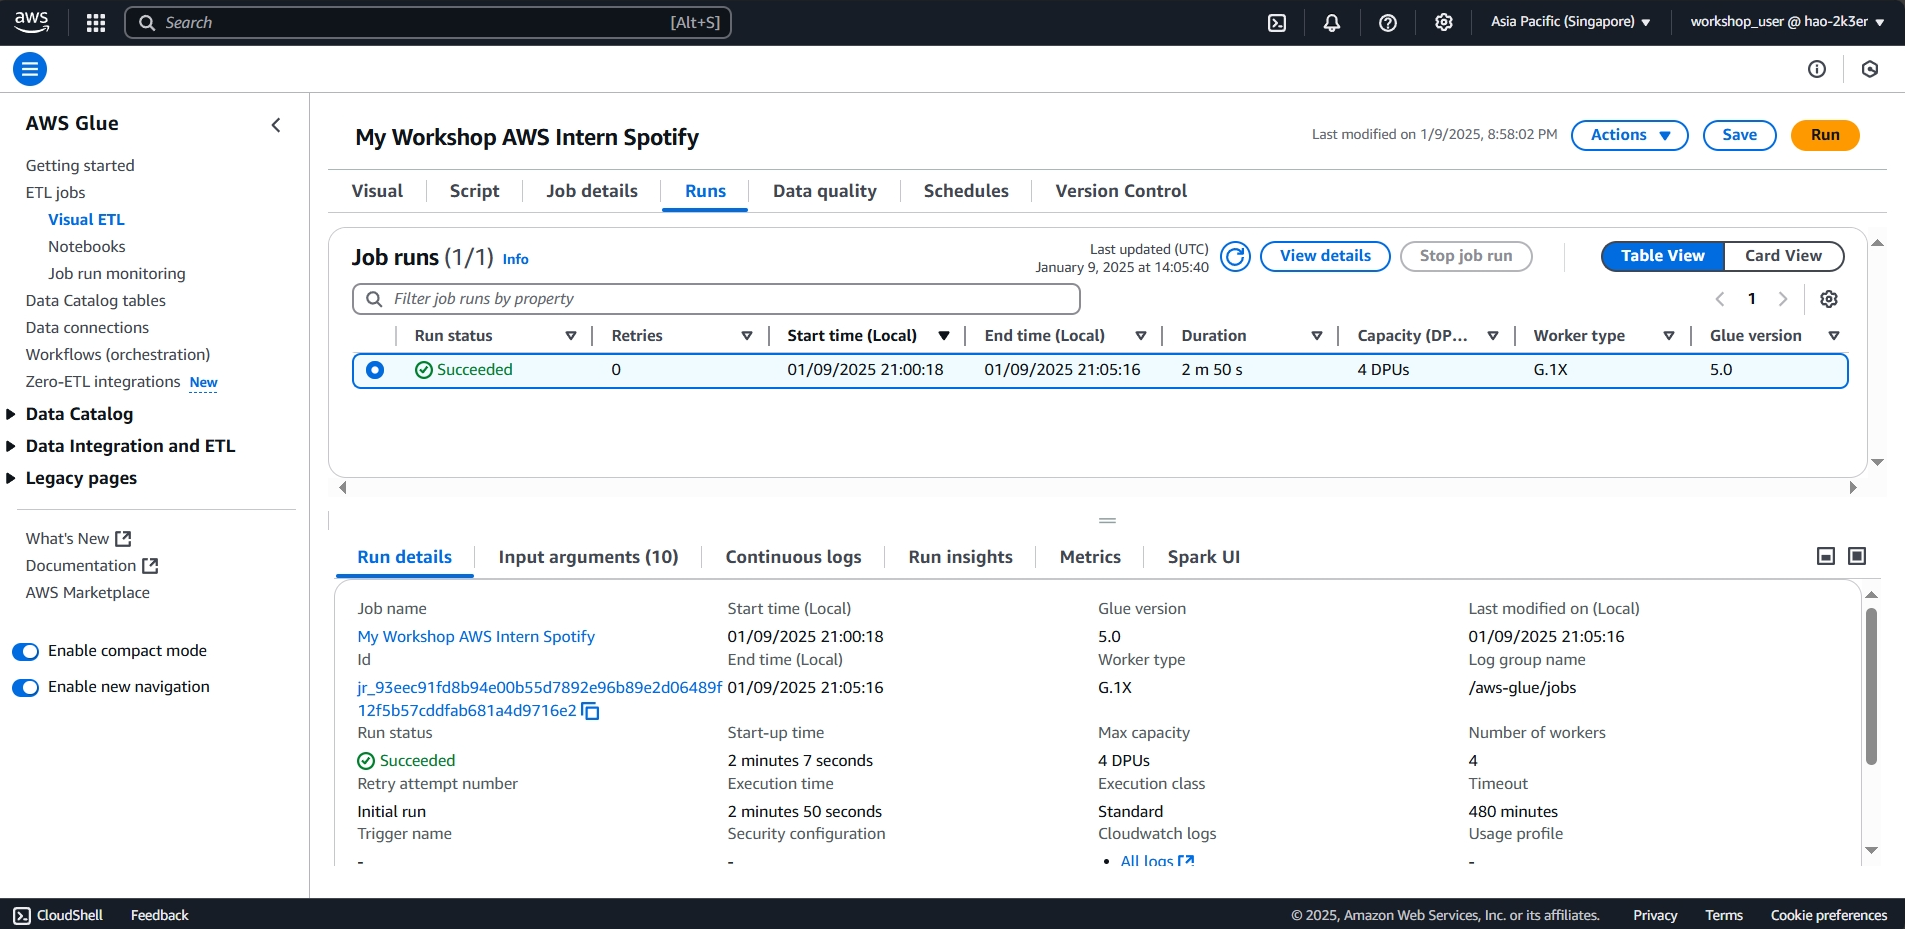 aws
Search
[Alt+S]
Asia Pacific (Singapore)
workshop_user @ hao-2k3er
AWS Glue
Getting started
ETL jobs
Visual ETL
Notebooks
Job run monitoring
Data Catalog tables
Data connections
Workflows (orchestration)
Zero-ETL integrations New
Data Catalog
Data Integration and ETL
Legacy pages
What's New
Documentation
AWS Marketplace
Enable compact mode
Enable new navigation
My Workshop AWS Intern Spotify
Last modified on 1/9/2025, 8:58:02 PM
Actions
Save
Run
Visual
Script
Job details
Runs
Data quality
Schedules
Version Control
Job runs (1/1) Info
Last updated (UTC)
January 9, 2025 at 14:05:40
View details
Stop job run
Table View
Card View
Filter job runs by property
1
Run status
Retries
Start time (Local)
End time (Local)
Duration
Capacity (DP...
Worker type
Glue version
Succeeded
0
01/09/2025 21:00:18
01/09/2025 21:05:16
2 m 50 s
4 DPUs
G.1X
5.0
Run details
Input arguments (10)
Continuous logs
Run insights
Metrics
Spark UI
Job name
My Workshop AWS Intern Spotify
Id
jr_93eec91fd8b94e00b55d7892e96b89e2d06489f
12f5b57cddfab681a4d9716e2
Run status
Succeeded
Retry attempt number
Initial run
Trigger name
-
Start time (Local)
01/09/2025 21:00:18
End time (Local)
01/09/2025 21:05:16
Start-up time
2 minutes 7 seconds
Execution time
2 minutes 50 seconds
Security configuration
-
Glue version
5.0
Worker type
G.1X
Max capacity
4 DPUs
Execution class
Standard
Cloudwatch logs
• All logs
Last modified on (Local)
01/09/2025 21:05:16
Log group name
/aws-glue/jobs
Number of workers
4
Timeout
480 minutes
Usage profile
-
CloudShell
Feedback
© 2025, Amazon Web Services, Inc. or its affiliates.
Privacy
Terms
Cookie preferences